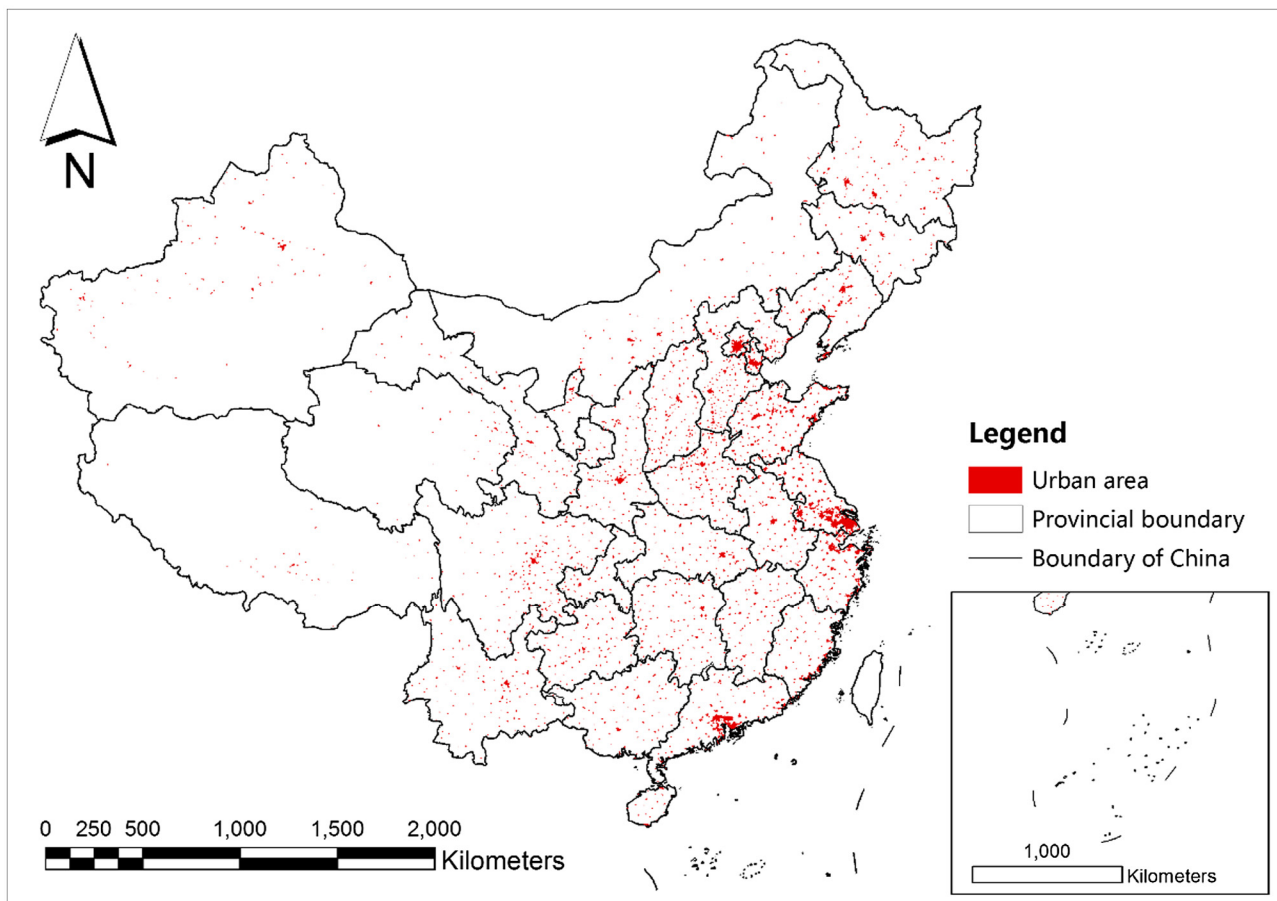 N
Legend
Urban area
Provincial boundary
Boundary of China
0 250 500 1,000 1,500 2,000
Kilometers
1,000
Kilometers